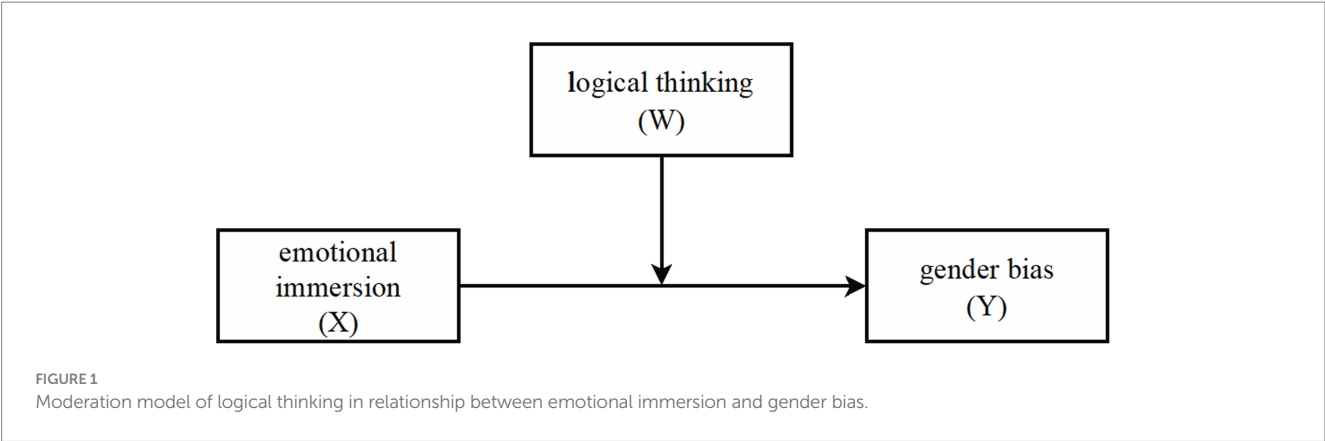 logical thinking
(W)
emotional
immersion
(X)
gender bias
(Y)
FIGURE 1
Moderation model of logical thinking in relationship between emotional immersion and gender bias.